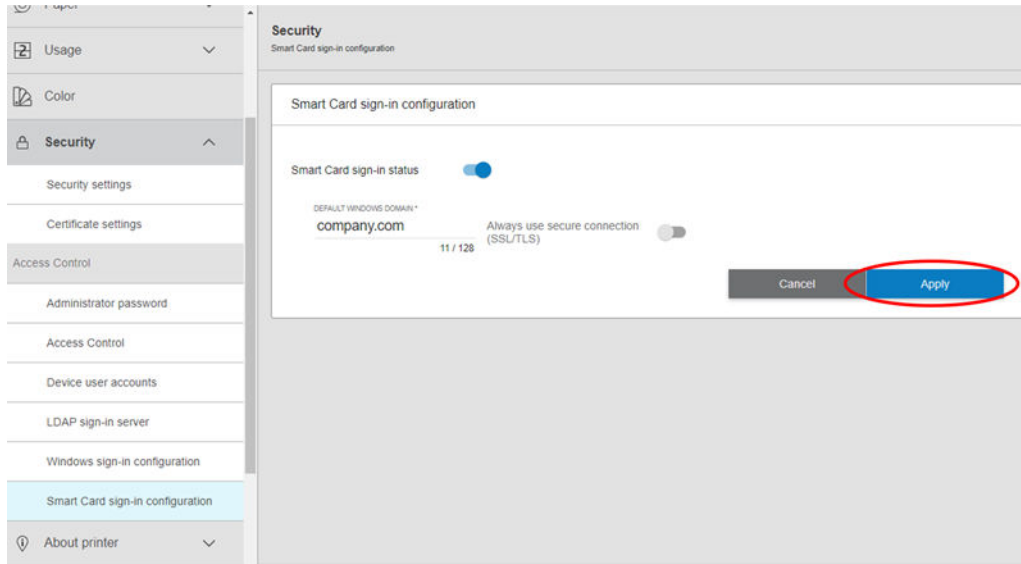 Paper
Usage
Color
Security
Security settings
Certificate settings
Access Control
Administrator password
Access Control
Device user accounts
LDAP sign-in server
Windows sign-in configuration
Smart Card sign-in configuration
About printer
Security
Smart Card sign-in configuration
Smart Card sign-in configuration
Smart Card sign-in status
DEFAULT WINDOWS DOMAIN *
company.com
11 / 128
Always use secure connection
(SSL/TLS)
Cancel
Apply